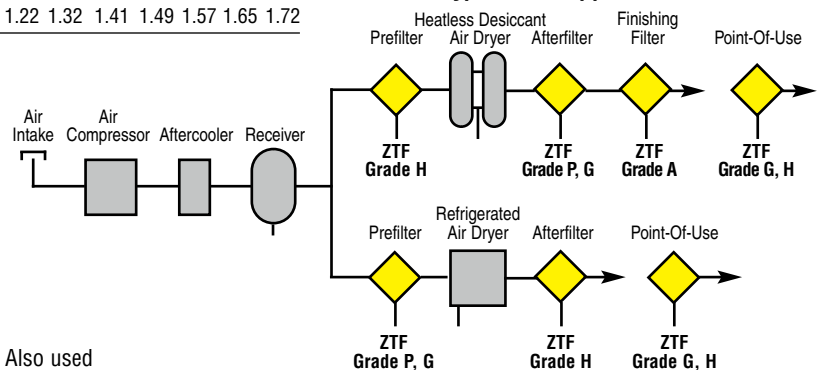 1.22 1.32 1.41 1.49 1.57 1.65 1.72
Heatless Desiccant
Air Dryer
Prefilter
Afterfilter
Finishing
Filter
Point-Of-Use
Air
Intake
Air
Compressor
Aftercooler
Receiver
ZTF
Grade H
ZTF
Grade P, G
ZTF
Grade A
ZTF
Grade G, H
Prefilter
Refrigerated
Air Dryer
Afterfilter
Point-Of-Use
ZTF
Grade P, G
ZTF
Grade H
ZTF
Grade G, H
Also used